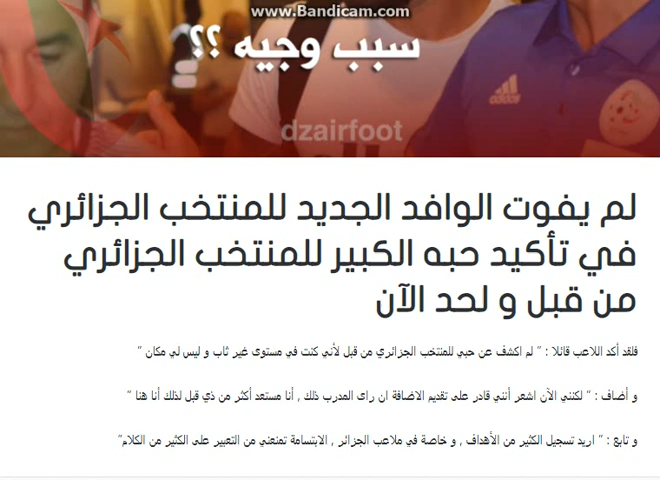 www.Bandicam.com
سبب وجيه ؟؟
adidas
dzairfoot
لم يفوت الوافد الجديد للمنتخب الجزائري
في تأكيد حبه الكبير للمنتخب الجزائري
من قبل و لحد الآن
فلقد أكد اللاعب قائلا : " لم اكشف عن حبي للمنتخب الجزائري من قبل لأني كنت في مستوى غير ثاب و ليس لي مكان "
و أضاف : " لكنني الآن اشعر أنني قادر على تقديم الاضافة ان راى المدرب ذلك , أنا مستعد أكثر من ذي قبل لذلك أنا هنا "
و تابع : " اريد تسجيل الكثير من الأهداف , و خاصة في ملاعب الجزائر , الابتسامة تمنعني من التعبير على الكثير من الكلام"